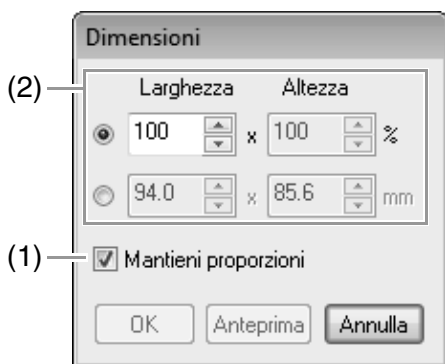 Dimensioni
(2) Larghezza Altezza
100 x 100 %
94.0 x 85.6 mm
(1) Mantieni proporzioni
OK Anteprima Annulla